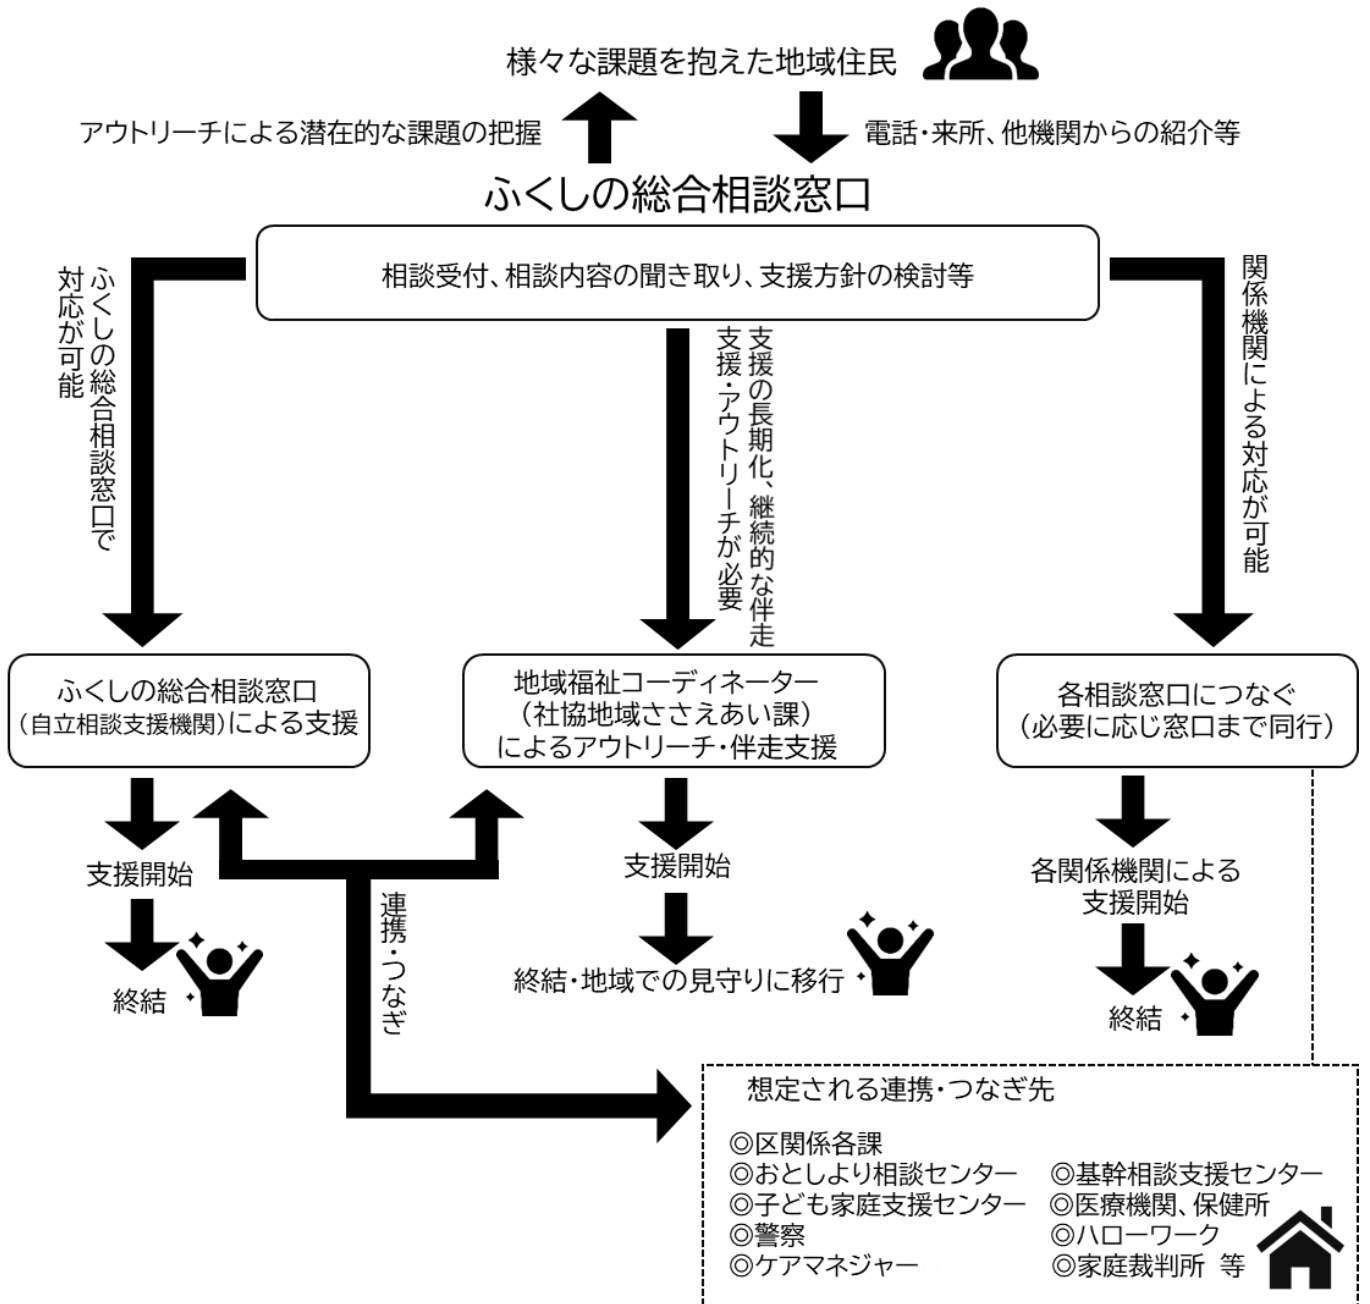 様々な課題を抱えた地域住民
アウトリーチによる潜在的な課題の把握
電話・来所、他機関からの紹介等
ふくしの総合相談窓口
相談受付、相談内容の聞き取り、支援方針の検討等
ふくしの総合相談窓口で
対応が可能
支援の長期化、継続的な伴走
支援・アウトリーチが必要
関係機関による対応が可能
ふくしの総合相談窓口
（自立相談支援機関）による支援
地域福祉コーディネーター
（社協地域ささえあい課）
によるアウトリーチ・伴走支援
各相談窓口につなぐ
（必要に応じ窓口まで同行）
支援開始
終結
連携・つなぎ
支援開始
終結・地域での見守りに移行
各関係機関による
支援開始
終結
想定される連携・つなぎ先
◎区関係各課
◎おとしより相談センター
◎子ども家庭支援センター
◎警察
◎ケアマネジャー
◎基幹相談支援センター
◎医療機関、保健所
◎ハローワーク
◎家庭裁判所 等